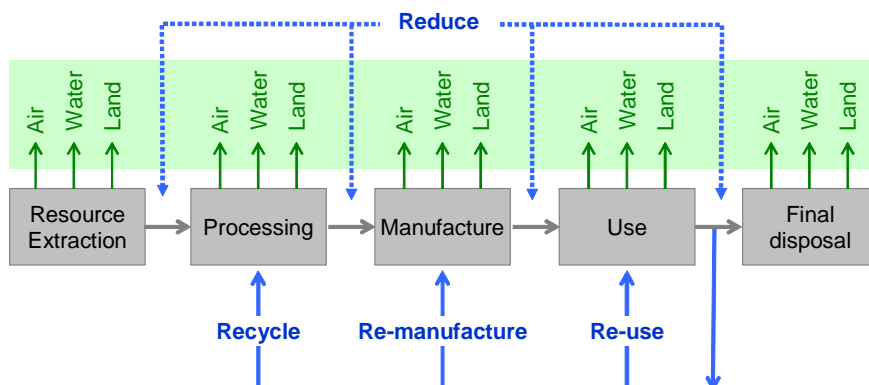 Reduce
Air Water Land Air Water Land Air Water Land Air Water Land Air Water Land
Resource
Extraction
Processing
Manufacture
Use
Final
disposal
Recycle
Re-manufacture
Re-use